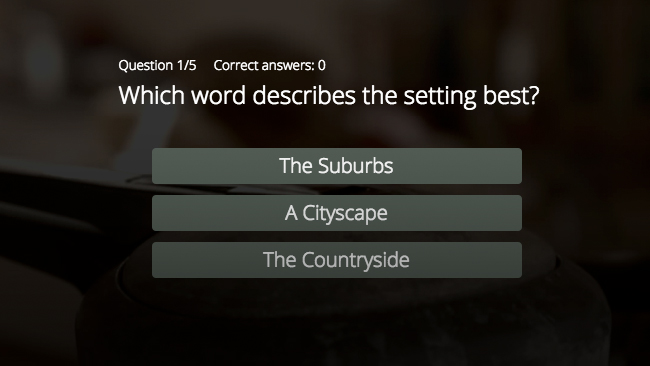 Question 1/5 Correct answers: 0
Which word describes the setting best?
The Suburbs
A Cityscape
The Countryside